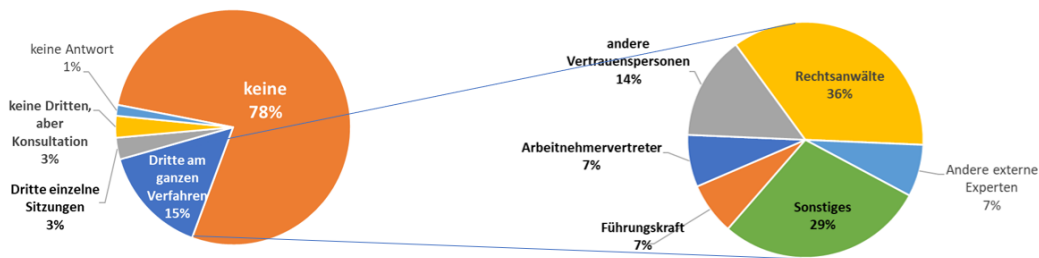 keine Antwort
1%
keine Dritten,
aber
Konsultation
3%
Dritte einzelne
Sitzungen
3%
keine
78%
Dritte am
ganzen
Verfahren
15%
andere
Vertrauenspersonen
14%
Rechtsanwälte
36%
Arbeitnehmervertreter
7%
Andere externe
Experten
7%
Führungskraft
7%
Sonstiges
29%